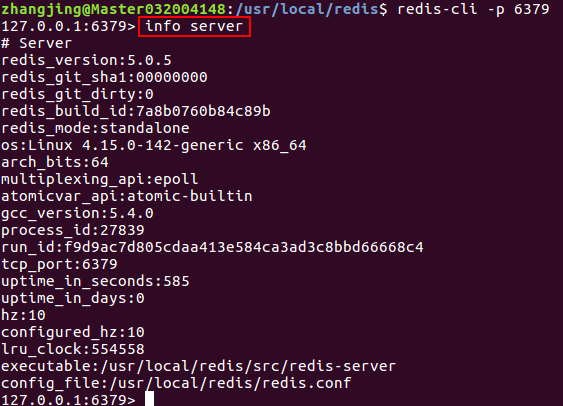 zhangjing@Master032004148:/usr/local/redis$ redis-cli -p 6379
127.0.0.1:6379> info server
# Server
redis_version:5.0.5
redis_git_sha1:00000000
redis_git_dirty:0
redis_build_id:7a8b0760b84c89b
redis_mode:standalone
os:Linux 4.15.0-142-generic x86_64
arch_bits:64
multiplexing_api:epoll
atomicvar_api:atomic-builtin
gcc_version:5.4.0
process_id:27839
run_id:f9d9ac7d805cdaa413e584ca3ad3c8bbd66668c4
tcp_port:6379
uptime_in_seconds:585
uptime_in_days:0
hz:10
configured_hz:10
lru_clock:554558
executable:/usr/local/redis/src/redis-server
config_file:/usr/local/redis/redis.conf
127.0.0.1:6379>